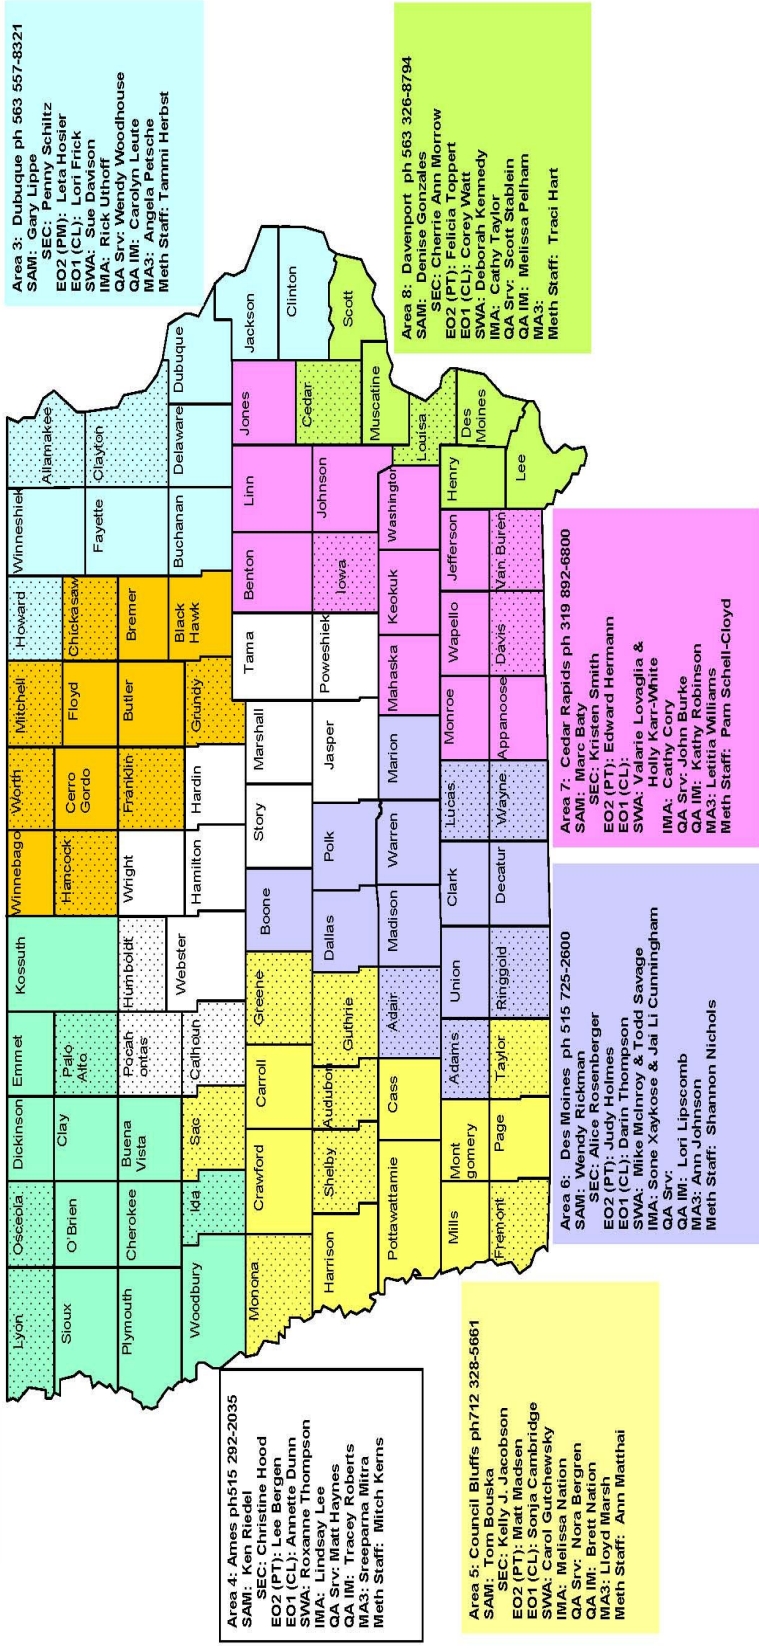 Area 3:  Dubuque ph 563 557-8321
SAM:  Gary Lippe
SEC:  Penny Schiltz
EO2 (PM):  Leta Hosier
EO1 (CL):  Lori Frick
SWA:  Sue Davison
IMA:  Rick Uthoff
QA Srv: Wendy Woodhouse
QA IM:  Carolyn Leute
MA3:  Angela Petsche
Meth Staff:  Tammi Herbst
Lyon
Osceola
Dickinson
Emmet
Kossuth
Winnebago
Worth
Mitchell
Howard
Winneshiek
Allamakee
Sioux
O'Brien
Clay
Palo
Alto
Hancock
Cerro
Gordo
Floyd
Chickasaw
Fayette
Clayton
Plymouth
Cherokee
Buena
Vista
Pocah
ontas
Humboldt
Wright
Franklin
Butler
Bremer
Woodbury
Ida
Sac
Calhoun
Webster
Hamilton
Hardin
Grundy
Black
Hawk
Buchanan
Delaware
Dubuque
Monona
Crawford
Carroll
Greene
Boone
Story
Marshall
Tama
Benton
Linn
Jones
Jackson
Clinton
Harrison
Shelby
Audubon
Guthrie
Dallas
Polk
Jasper
Poweshiek
Iowa
Johnson
Cedar
Scott
Muscatine
Pottawattamie
Cass
Adair
Madison
Warren
Marion
Mahaska
Keokuk
Washington
Louisa
Mills
Mont
gomery
Adams
Union
Clark
Lucas
Monroe
Wapello
Jefferson
Henry
Des
Moines
Fremont
Page
Taylor
Ringgold
Decatur
Wayne
Appanoose
Davis
Van Buren
Lee
Area 4: Ames ph515 292-2035
SAM:  Ken Riedel
SEC: Christine Hood
EO2 (PT): Lee Bergen
EO1 (CL): Annette Dunn
SWA: Roxanne Thompson
IMA:  Lindsay Lee
QA Srv: Matt Haynes
QA IM:  Tracey Roberts
MA3: Sreeparna Mitra
Meth Staff:  Mitch Kerns
Area 5: Council Bluffs ph712 328-5661
SAM:  Tom Bouska
SEC: Kelly J. Jacobson
EO2 (PT): Matt Madsen
EO1 (CL): Sonja Cambridge
SWA: Carol Gutchewsky
IMA:  Melissa Nation
QA Srv:  Nora Bergren
QA IM:  Brett Nation
MA3: Lloyd Marsh
Meth Staff:  Ann Matthai
Area 6:   Des Moines  ph 515 725-2600
SAM:  Wendy Rickman
SEC:  Alice Rosenberger
EO2 (PT): Judy Holmes
EO1 (CL): Darin Thompson
SWA:  Mike McInroy & Todd Savage
IMA:  Some Xaykose & Jai Li Cunningham
QA Srv:
QA IM:  Lori Lipscomb
MA3: Ann Johnson
Meth Staff:  Shannon Nichols
Area 7:  Cedar Rapids ph 319 892-6800
SAM:  Marc Baty
SEC: Kristen Smith
EO2 (PT): Edward Hermann
EO1 (CL):
SWA:  Valarie Lovaglia &
Holly Karr-White
IMA:  Cathy Cory
QA Srv: John Burke
QA IM:  Kathy Robinson
MA3: Letitia Williams
Meth Staff:  Pam Schell-Cloyd
Area 8:  Davenport  ph 563 326-8794
SAM:  Denise Gonzales
SEC: Cherrie Ann Morrow
EO2 (PT): Felicia Toppert
EO1 (CL): Corey Watt
SWA: Deborah Kennedy
IMA: Cathy Taylor
QA Srv:  Scott Stablein
QA IM:  Melissa Pelham
MA3:
Meth Staff:  Traci Hart